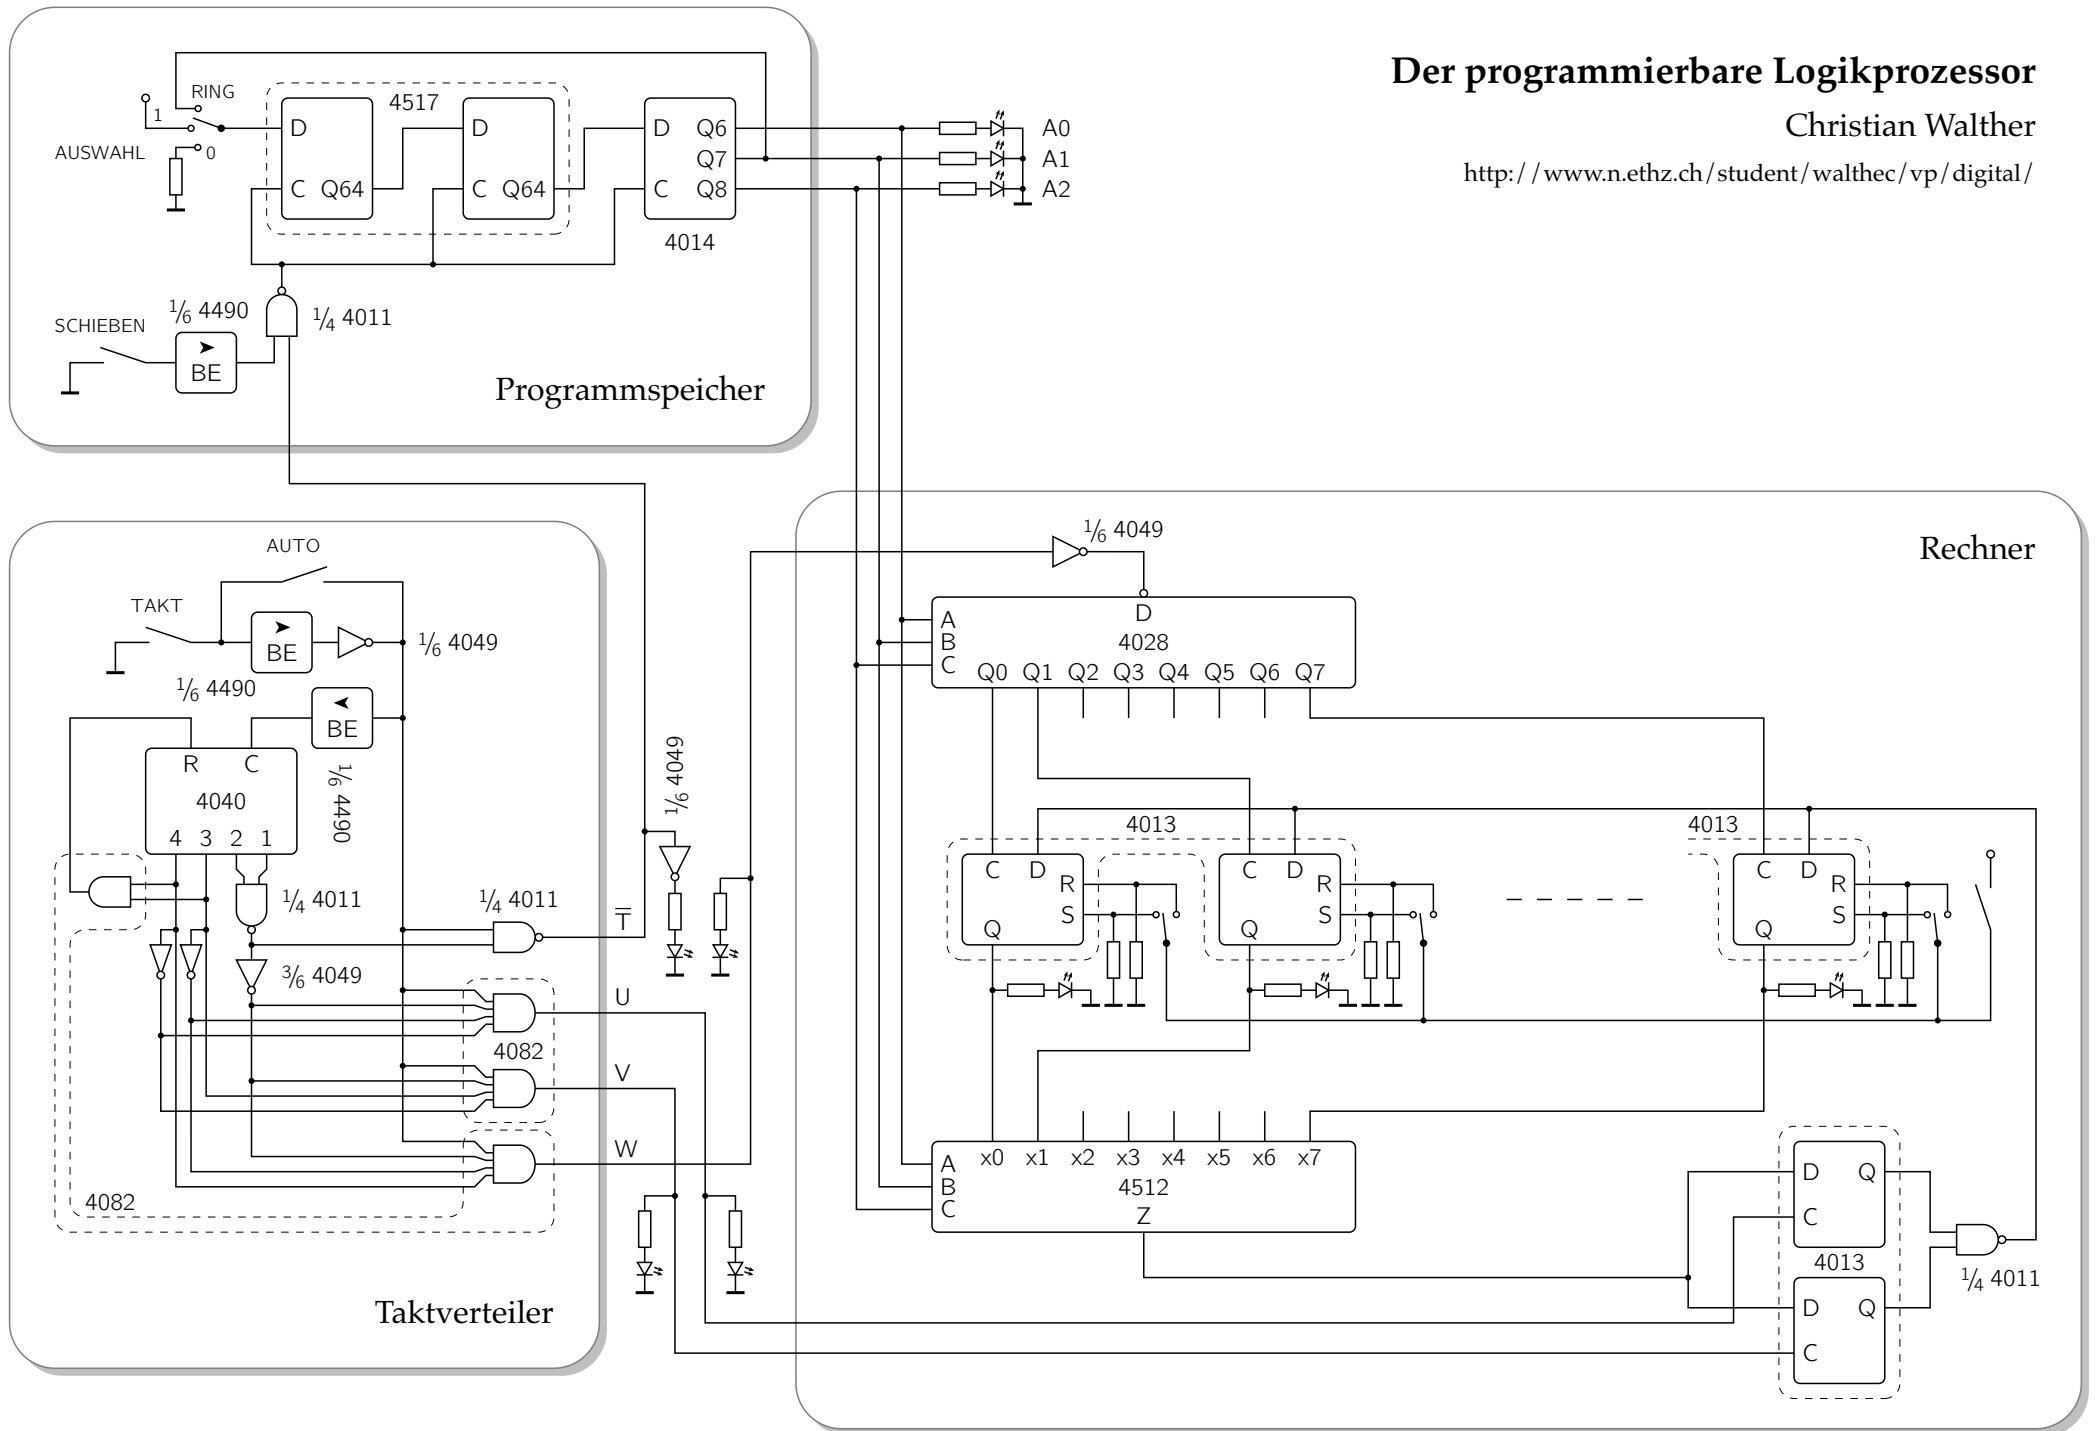 Der programmierbare Logikprozessor
Christian Walther
http://www.n.ethz.ch/student/walthec/vp/digital/
RING
1
AUSWAHL
0
4517
D
C Q64
D
C Q64
D Q6
Q7
C Q8
4014
A0
A1
A2
SCHIEBEN
1/6 4490
BE
1/4 4011
Programmspeicher
AUTO
TAKT
BE
1/6 4049
1/6 4490
BE
1/6 4490
R C
4040
4 3 2 1
1/4 4011
3/6 4049
1/4 4011
T̅
1/6 4049
U
4082
V
W
4082
Taktverteiler
Rechner
1/6 4049
D
A
B
C
4028
Q0 Q1 Q2 Q3 Q4 Q5 Q6 Q7
4013
C D
R
S
Q
C D
R
S
Q
4013
C D
R
S
Q
A
B
C
x0 x1 x2 x3 x4 x5 x6 x7
4512
Z
D Q
C
4013
D Q
C
1/4 4011